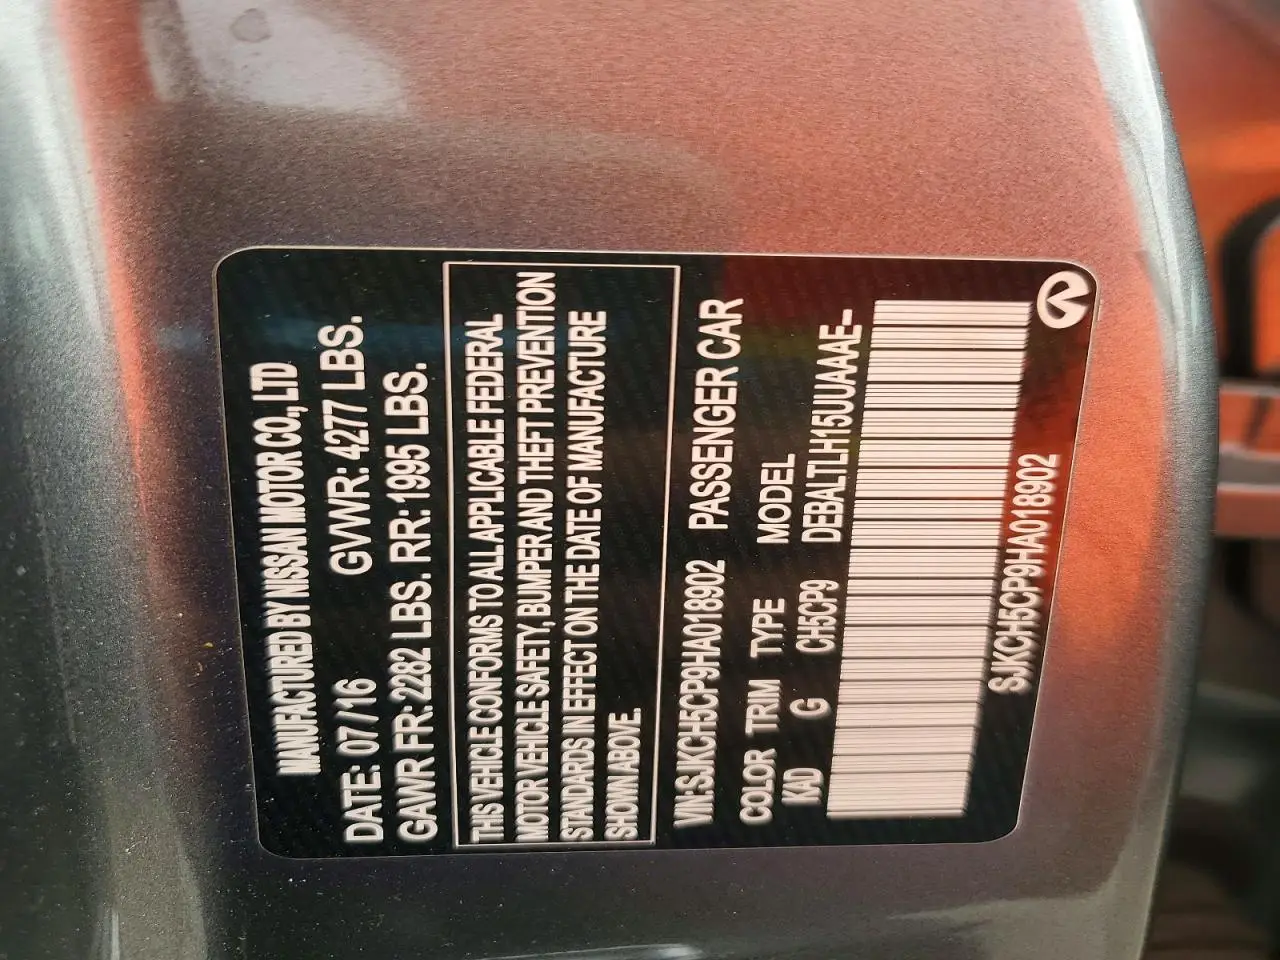 MANUFACTURED BY NISSAN MOTOR CO., LTD
DATE: 07 / 16 GVWR: 4277 LBS.
GAWR FR: 2282 LBS. RR: 1995 LBS.
THIS VEHICLE CONFORMS TO ALL APPLICABLE FEDERAL
MOTOR VEHICLE SAFETY, BUMPER AND THEFT PREVENTION
STANDARDS IN EFFECT ON THE DATE OF MANUFACTURE
SHOWN ABOVE.
VIN:SJKCH5CP9HA018902 PASSENGER CAR
COLOR TRIM TYPE MODEL
KAD G CH5CP9 DEBALTLH15UUAAAE--
SJKCH5CP9HA018902